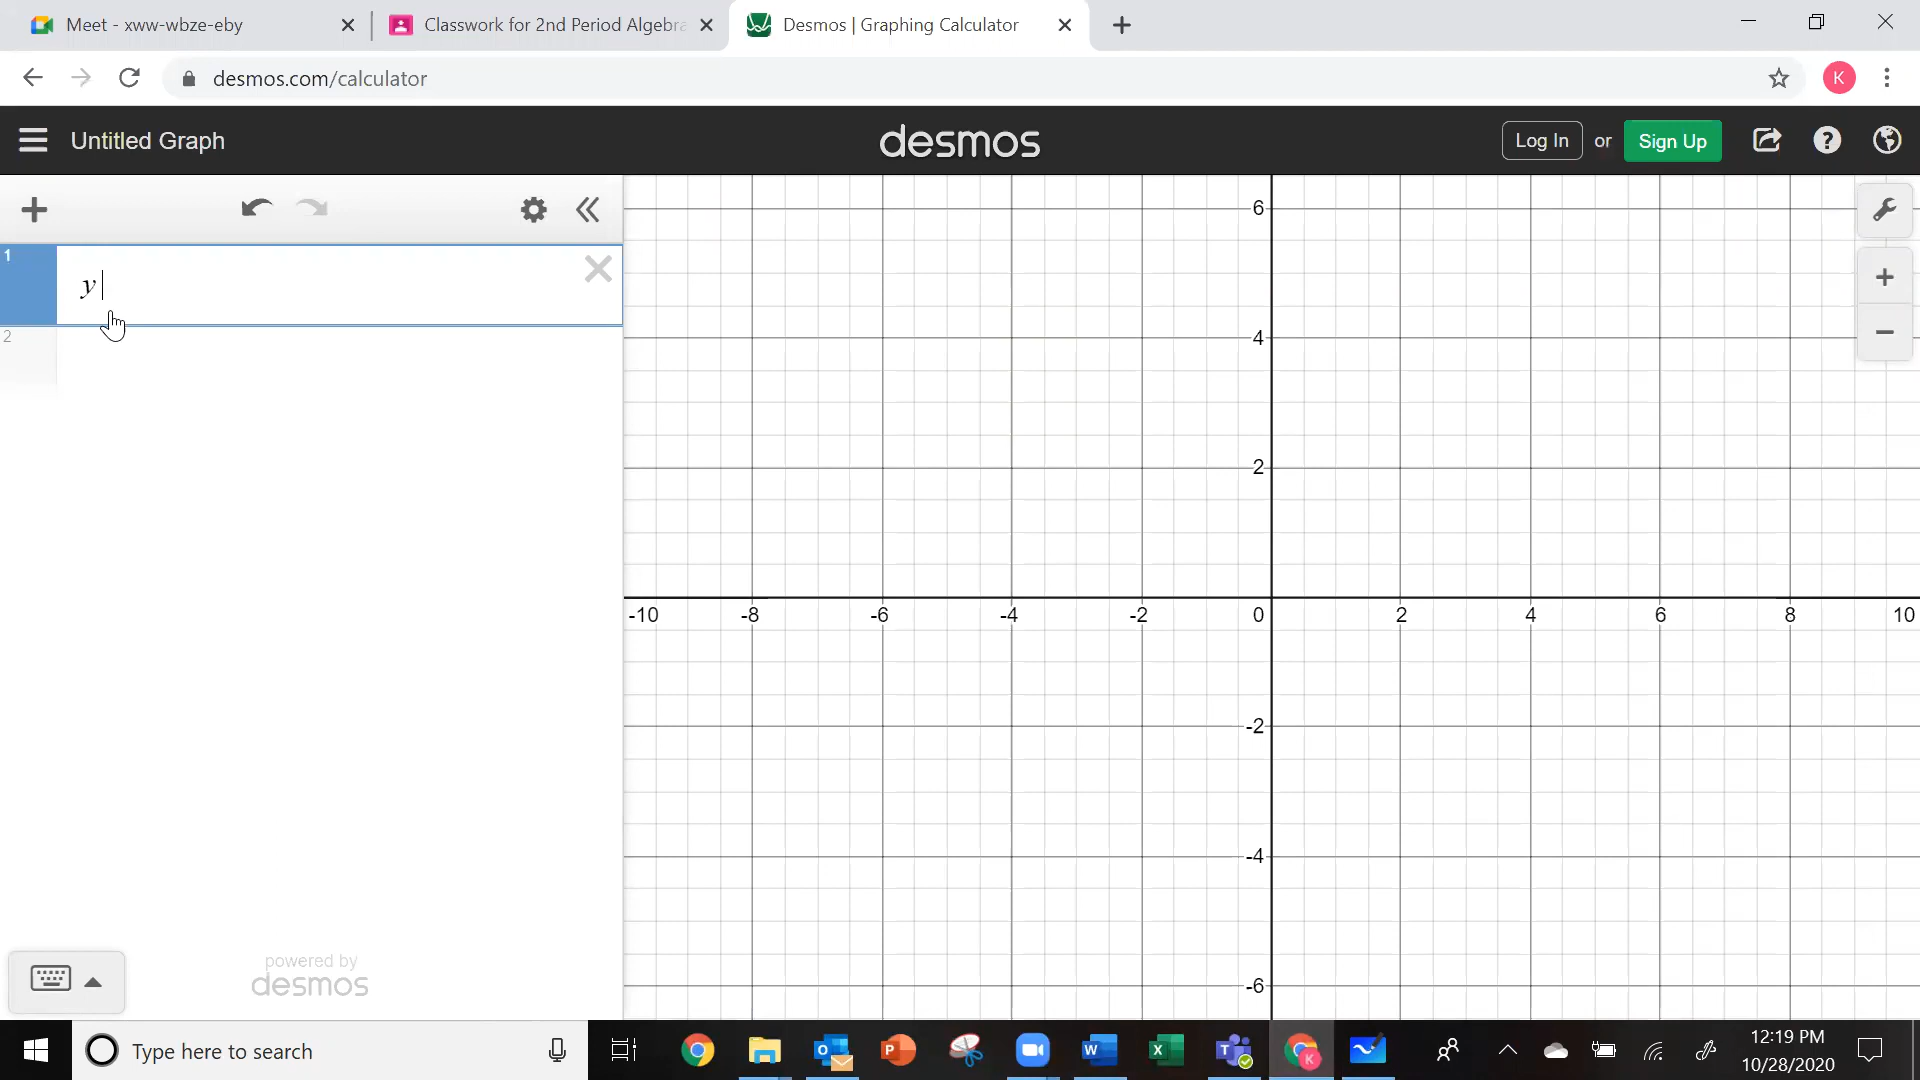 Meet - xww-wbze-eby
Classwork for 2nd Period Algebra
Desmos | Graphing Calculator
desmos.com/calculator
K
Untitled Graph
desmos
Log In or Sign Up
1
y
2
6
4
2
-10 -8 -6 -4 -2 0 2 4 6 8 10
-2
-4
-6
powered by
desmos
Type here to search
12:19 PM
10/28/2020